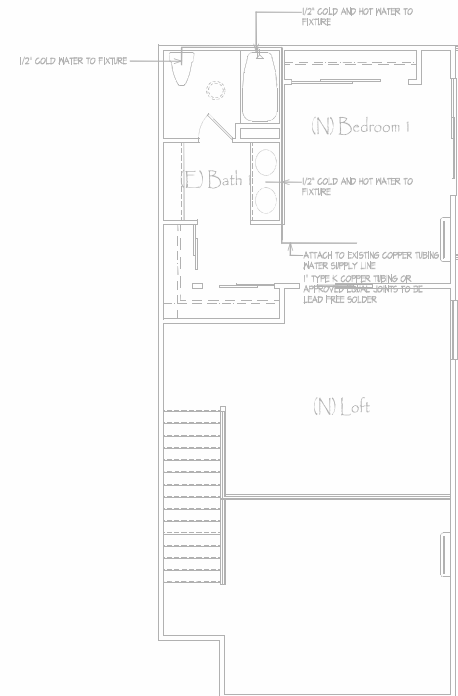 1/2" COLD AND HOT WATER TO
FIXTURE
1/2" COLD WATER TO FIXTURE
(N) Bedroom 1
(E) Bath 1
1/2" COLD AND HOT WATER TO
FIXTURE
ATTACH TO EXISTING COPPER TUBING
WATER SUPPLY LINE
1" TYPE K COPPER TUBING OR
APPROVED EQUAL JOINTS TO BE
LEAD FREE SOLDER
(N) Loft